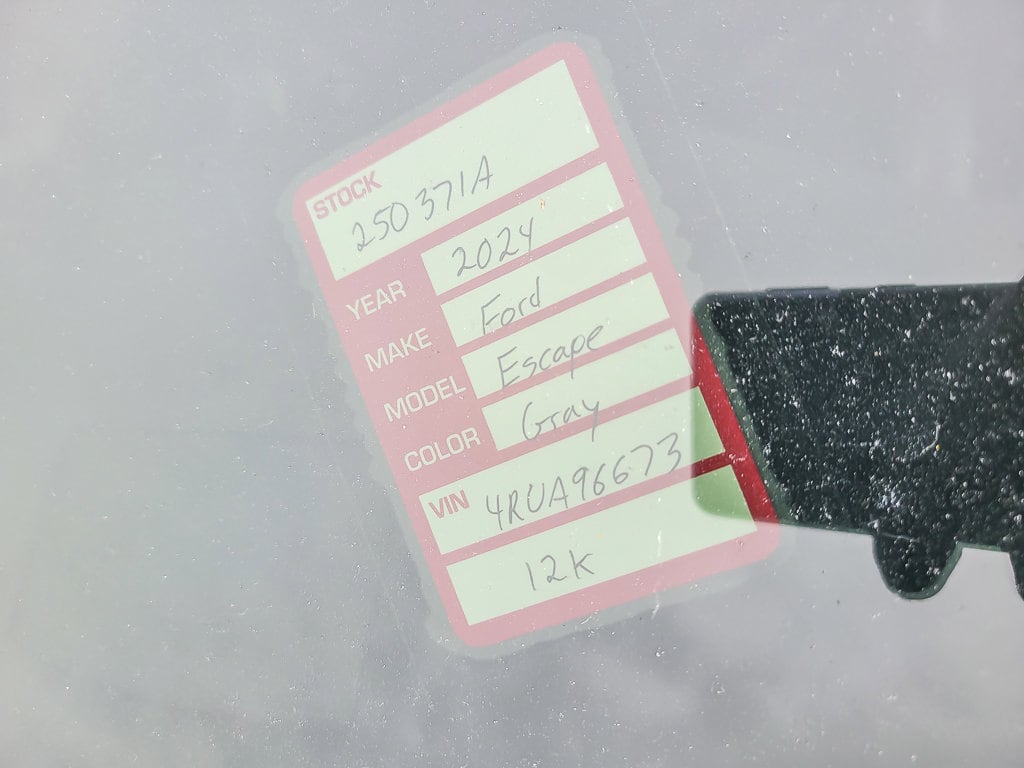 STOCK
250371A
YEAR 2024
MAKE Ford
MODEL Escape
COLOR Gray
VIN 4RUA96673
12K